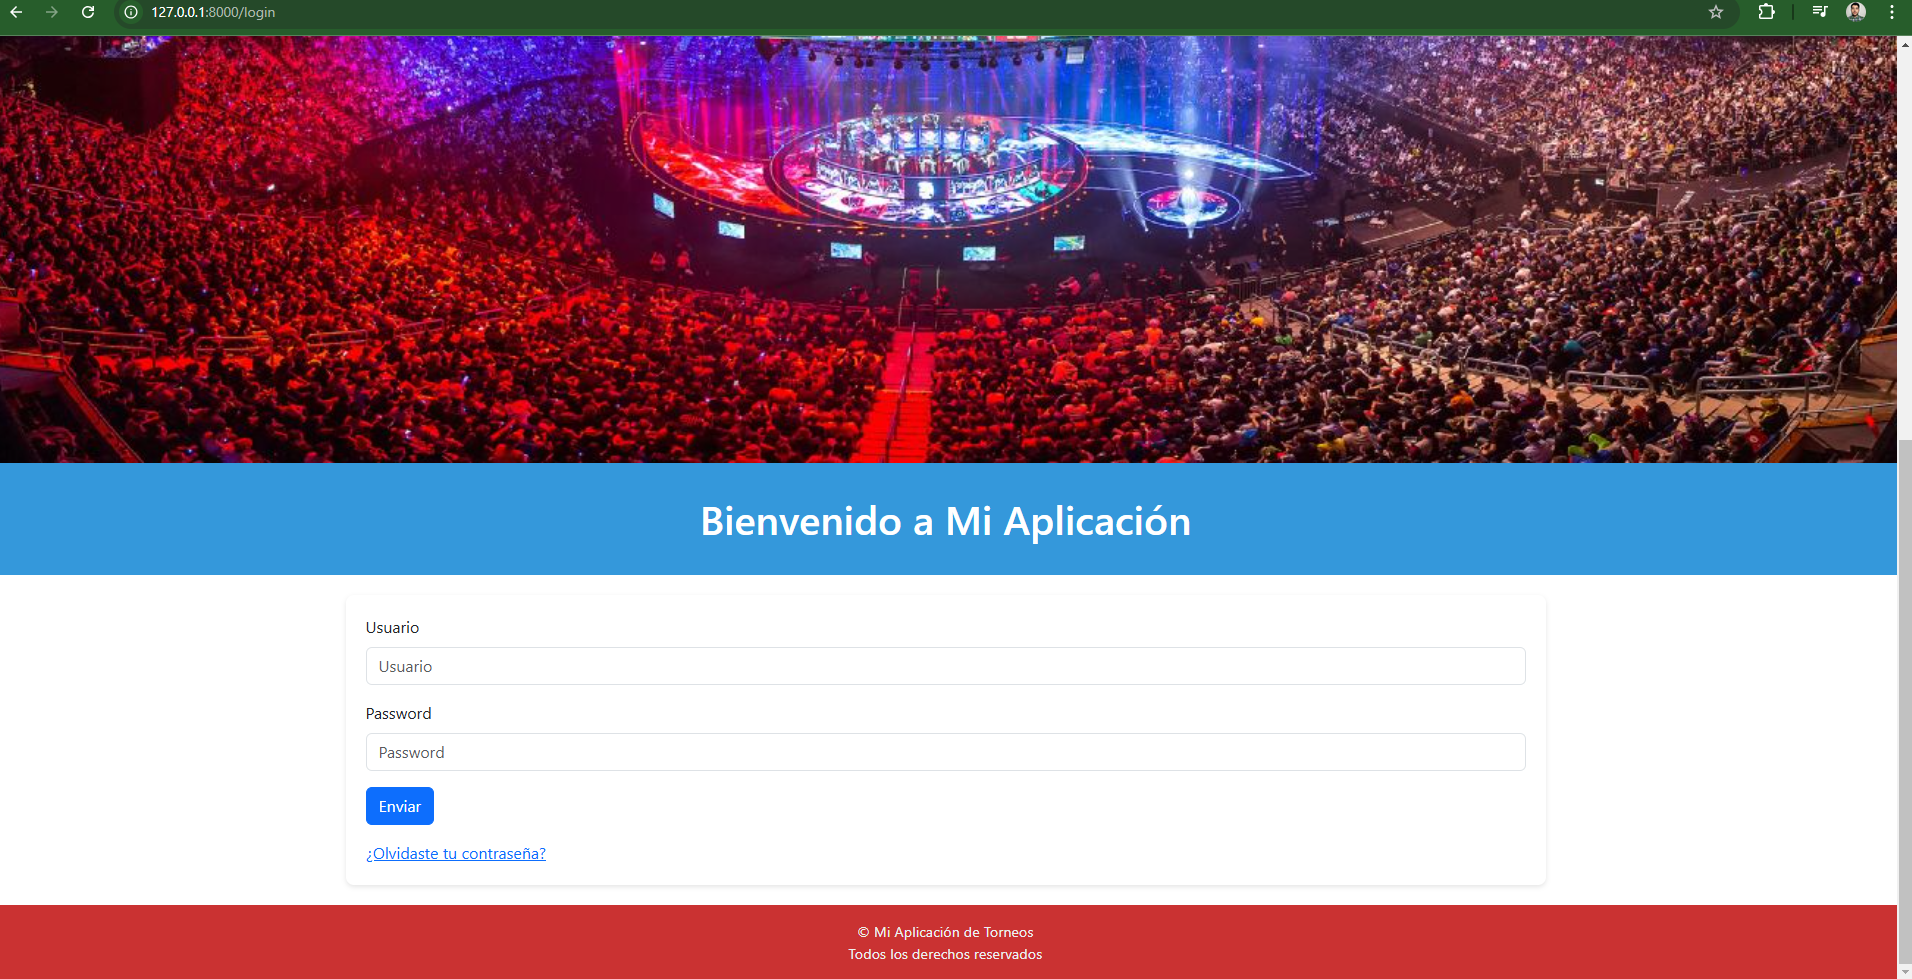 127.0.0.1:8000/login
Bienvenido a Mi Aplicación
Usuario
Usuario
Password
Password
Enviar
¿Olvidaste tu contraseña?
© Mi Aplicación de Torneos
Todos los derechos reservados